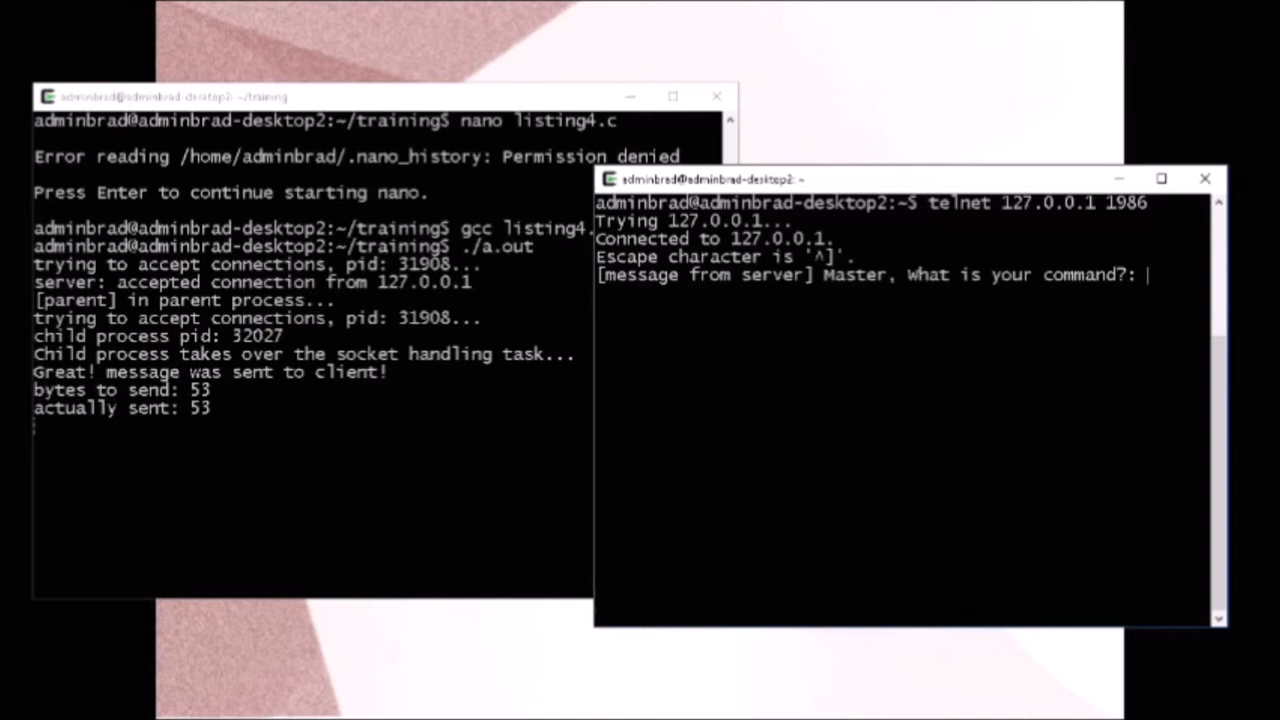 adminbrad@adminbrad-desktop2: ~/training
adminbrad@adminbrad-desktop2:~/training$ nano listing4.c
Error reading /home/adminbrad/.nano_history: Permission denied
Press Enter to continue starting nano.
adminbrad@adminbrad-desktop2:~/training$ gcc listing4.
adminbrad@adminbrad-desktop2:~/training$ ./a.out
trying to accept connections, pid: 31908...
server: accepted connection from 127.0.0.1
[parent] in parent process...
trying to accept connections, pid: 31908...
child process pid: 32027
Child process takes over the socket handling task...
Great! message was sent to client!
bytes to send: 53
actually sent: 53
adminbrad@adminbrad-desktop2: ~
adminbrad@adminbrad-desktop2:~$ telnet 127.0.0.1 1986
Trying 127.0.0.1...
Connected to 127.0.0.1.
Escape character is '^]'.
[message from server] Master, What is your command?: